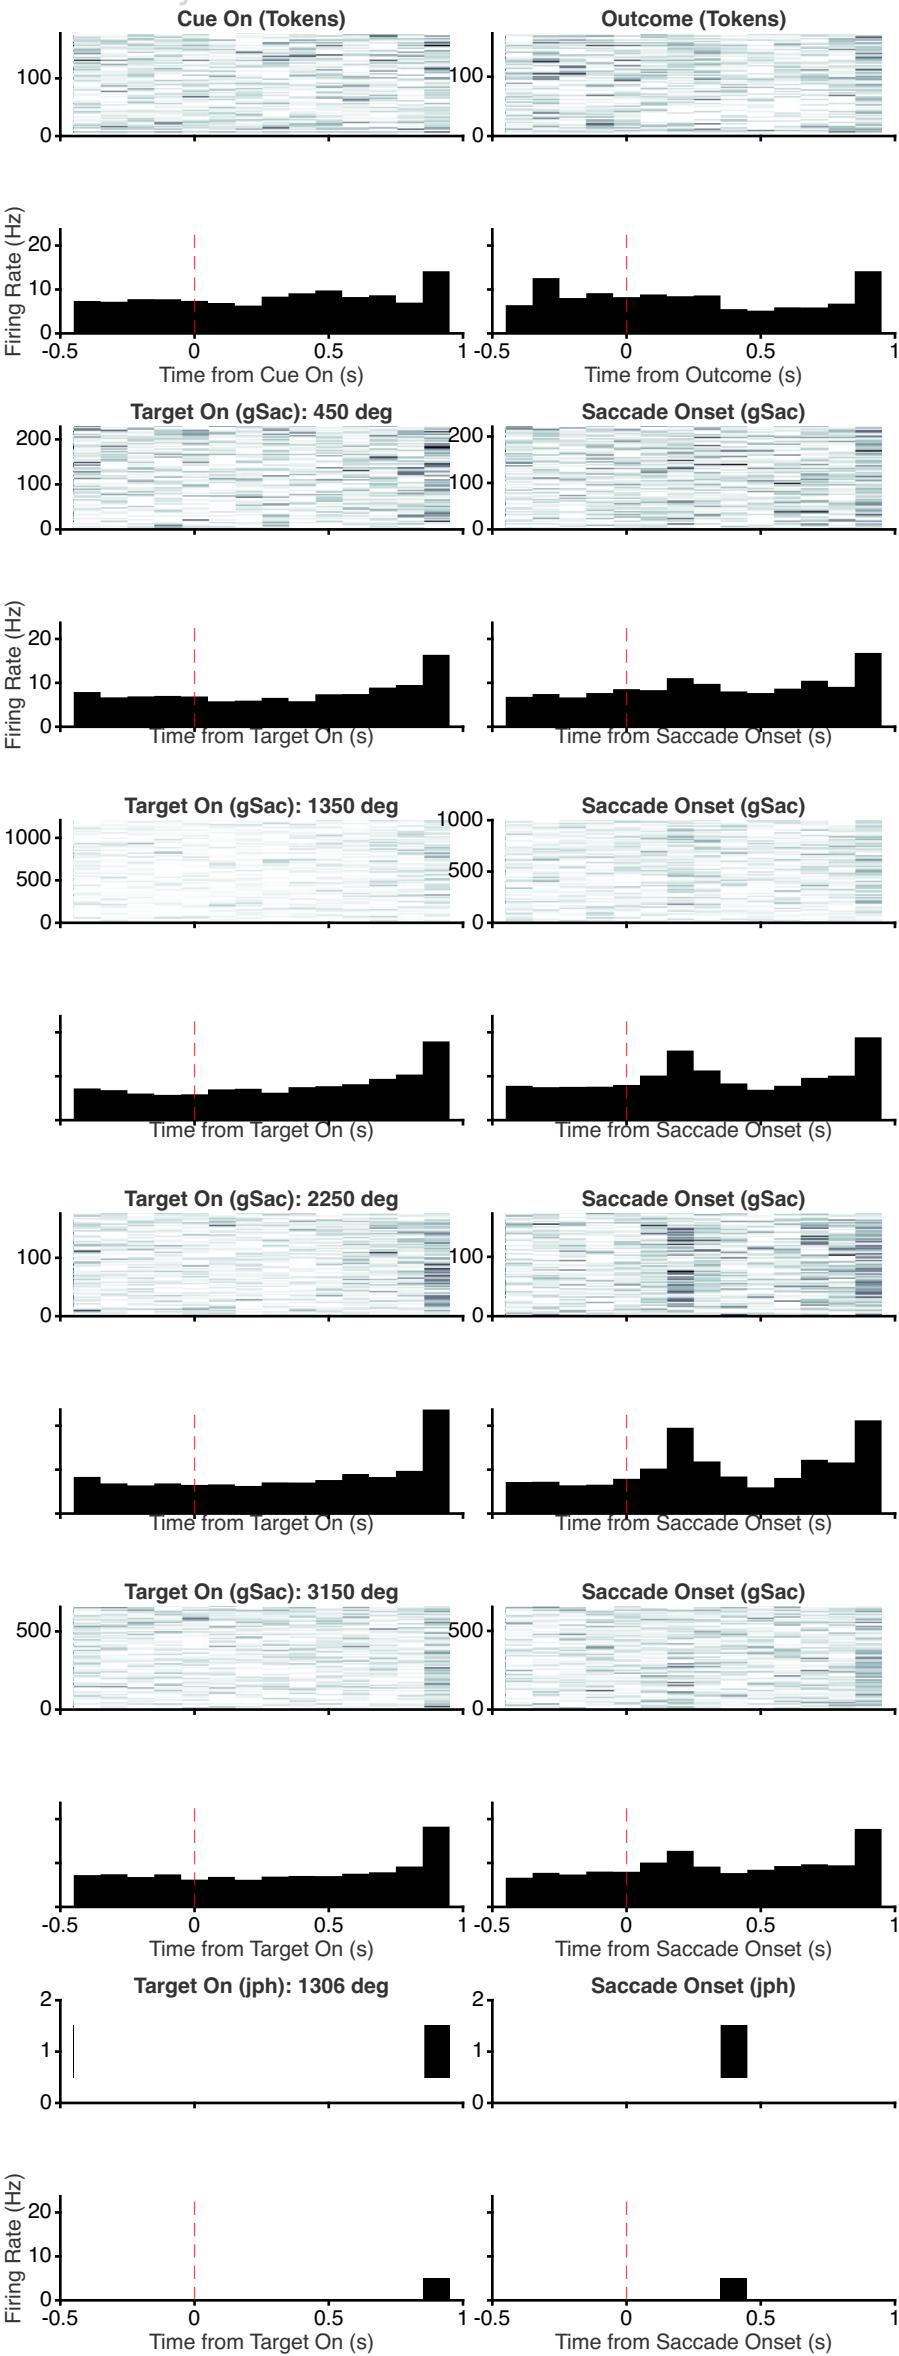 Cue On (Tokens) Outcome (Tokens)
100 100
0 0
Firing Rate (Hz)
20
10
0
-0.5 0 0.5 1 -0.5 0 0.5 1
Time from Cue On (s) Time from Outcome (s)
Target On (gSac): 450 deg Saccade Onset (gSac)
200 200
100 100
0 0
Firing Rate (Hz)
20
10
0
Time from Target On (s) Time from Saccade Onset (s)
Target On (gSac): 1350 deg Saccade Onset (gSac)
1000 1000
500 500
0 0
Time from Target On (s) Time from Saccade Onset (s)
Target On (gSac): 2250 deg Saccade Onset (gSac)
100 100
0 0
Time from Target On (s) Time from Saccade Onset (s)
Target On (gSac): 3150 deg Saccade Onset (gSac)
500 500
0 0
-0.5 0 0.5 1 -0.5 0 0.5 1
Time from Target On (s) Time from Saccade Onset (s)
Target On (jph): 1306 deg Saccade Onset (jph)
2 2
1 1
0 0
Firing Rate (Hz)
20
10
0
-0.5 0 0.5 1 -0.5 0 0.5 1
Time from Target On (s) Time from Saccade Onset (s)